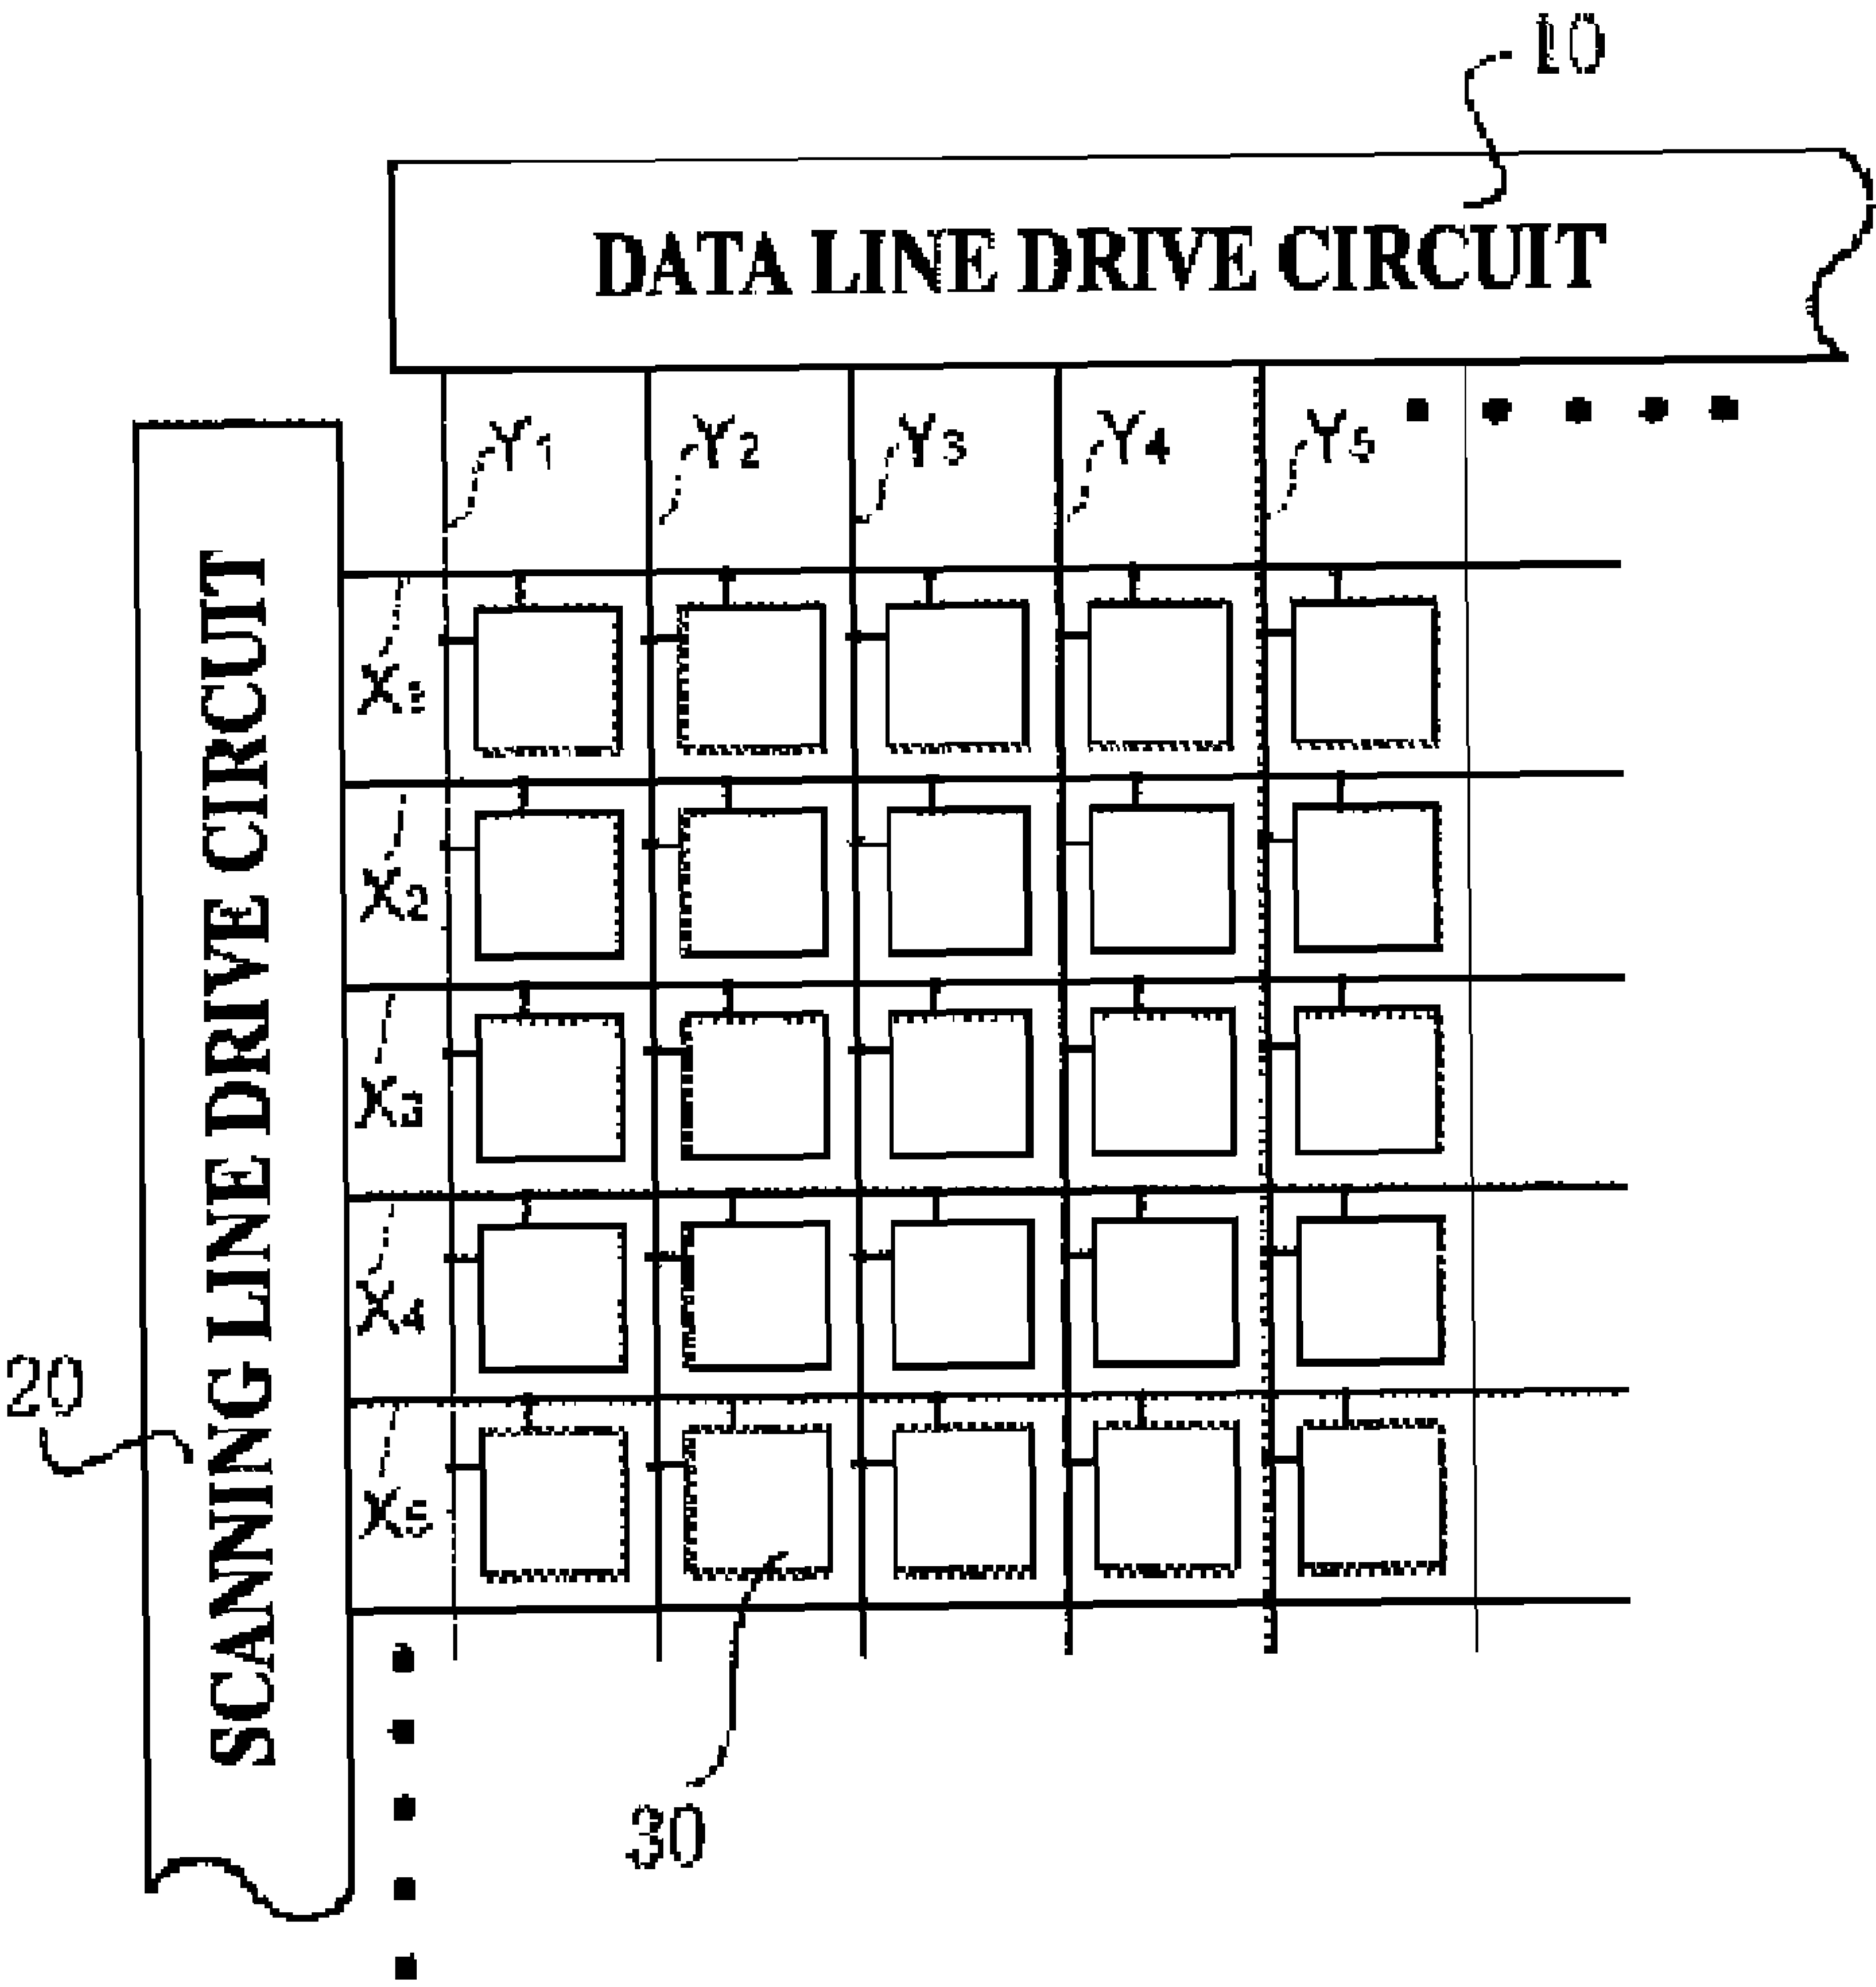 10
DATA LINE DRIVE CIRCUIT
Y1 Y2 Y3 Y4 Y5
SCANNING LINE DRIVE CIRCUIT
X1
X2
X3
X4
X5
20
30